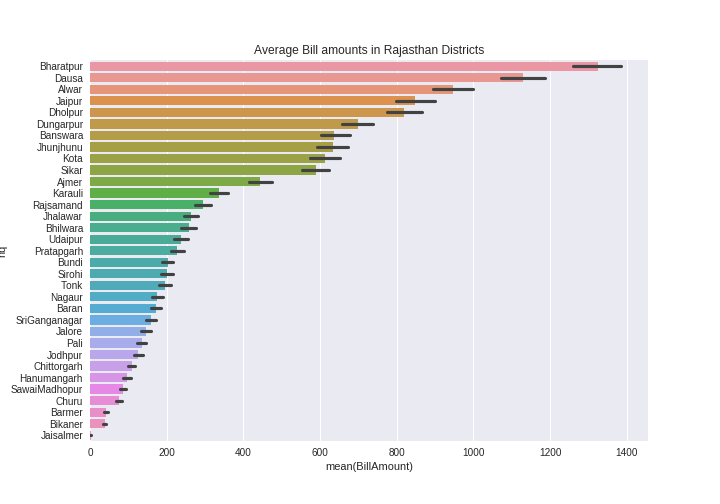 Average Bill amounts in Rajasthan Districts
Bharatpur
Dausa
Alwar
Jaipur
Dholpur
Dungarpur
Banswara
Jhunjhunu
Kota
Sikar
Ajmer
Karauli
Rajsamand
Jhalawar
Bhilwara
Udaipur
Pratapgarh
Bundi
Sirohi
Tonk
Nagaur
Baran
SriGanganagar
Jalore
Pali
Jodhpur
Chittorgarh
Hanumangarh
SawaiMadhopur
Churu
Barmer
Bikaner
Jaisalmer
0 200 400 600 800 1000 1200 1400
mean(BillAmount)